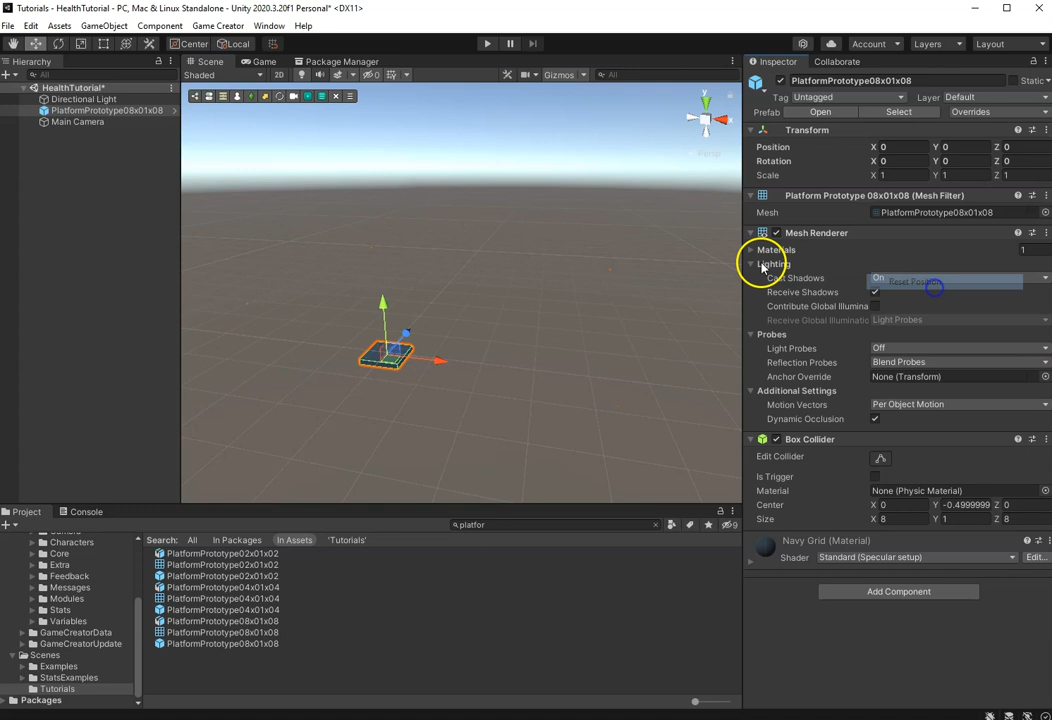 Tutorials - HealthTutorial - PC, Mac & Linux Standalone - Unity 2020.3.20f1 Personal* <DX11>
File Edit Assets GameObject Component Game Creator Window Help
Center Local Account Layers Layout
Hierarchy
All
HealthTutorial*
Directional Light
PlatformPrototype08x01x08
Main Camera
Scene Game Package Manager
Shaded 2D Gizmos All
y
Persp
Inspector Collaborate
PlatformPrototype08x01x08 Static
Tag Untagged Layer Default
Prefab Open Select Overrides
Transform
Position X 0 Y 0 Z 0
Rotation X 0 Y 0 Z 0
Scale X 1 Y 1 Z 1
Platform Prototype 08x01x08 (Mesh Filter)
Mesh PlatformPrototype08x01x08
Mesh Renderer
Materials 1
Lighting
Cast Shadows On
Reset Position
Receive Shadows
Contribute Global Illumina
Receive Global Illuminatio Light Probes
Probes
Light Probes Off
Reflection Probes Blend Probes
Anchor Override None (Transform)
Additional Settings
Motion Vectors Per Object Motion
Dynamic Occlusion
Box Collider
Edit Collider
Is Trigger
Material None (Physic Material)
Center X 0 Y -0.4999999 Z 0
Size X 8 Y 1 Z 8
Navy Grid (Material)
Shader Standard (Specular setup) Edit...
Add Component
Project Console
platfor 9
Characters
Core
Extra
Feedback
Messages
Modules
Stats
Variables
GameCreatorData
GameCreatorUpdate
Scenes
Examples
StatsExamples
Tutorials
Packages
Search: All In Packages In Assets 'Tutorials'
PlatformPrototype02x01x02
PlatformPrototype02x01x02
PlatformPrototype02x01x02
PlatformPrototype04x01x04
PlatformPrototype04x01x04
PlatformPrototype04x01x04
PlatformPrototype08x01x08
PlatformPrototype08x01x08
PlatformPrototype08x01x08